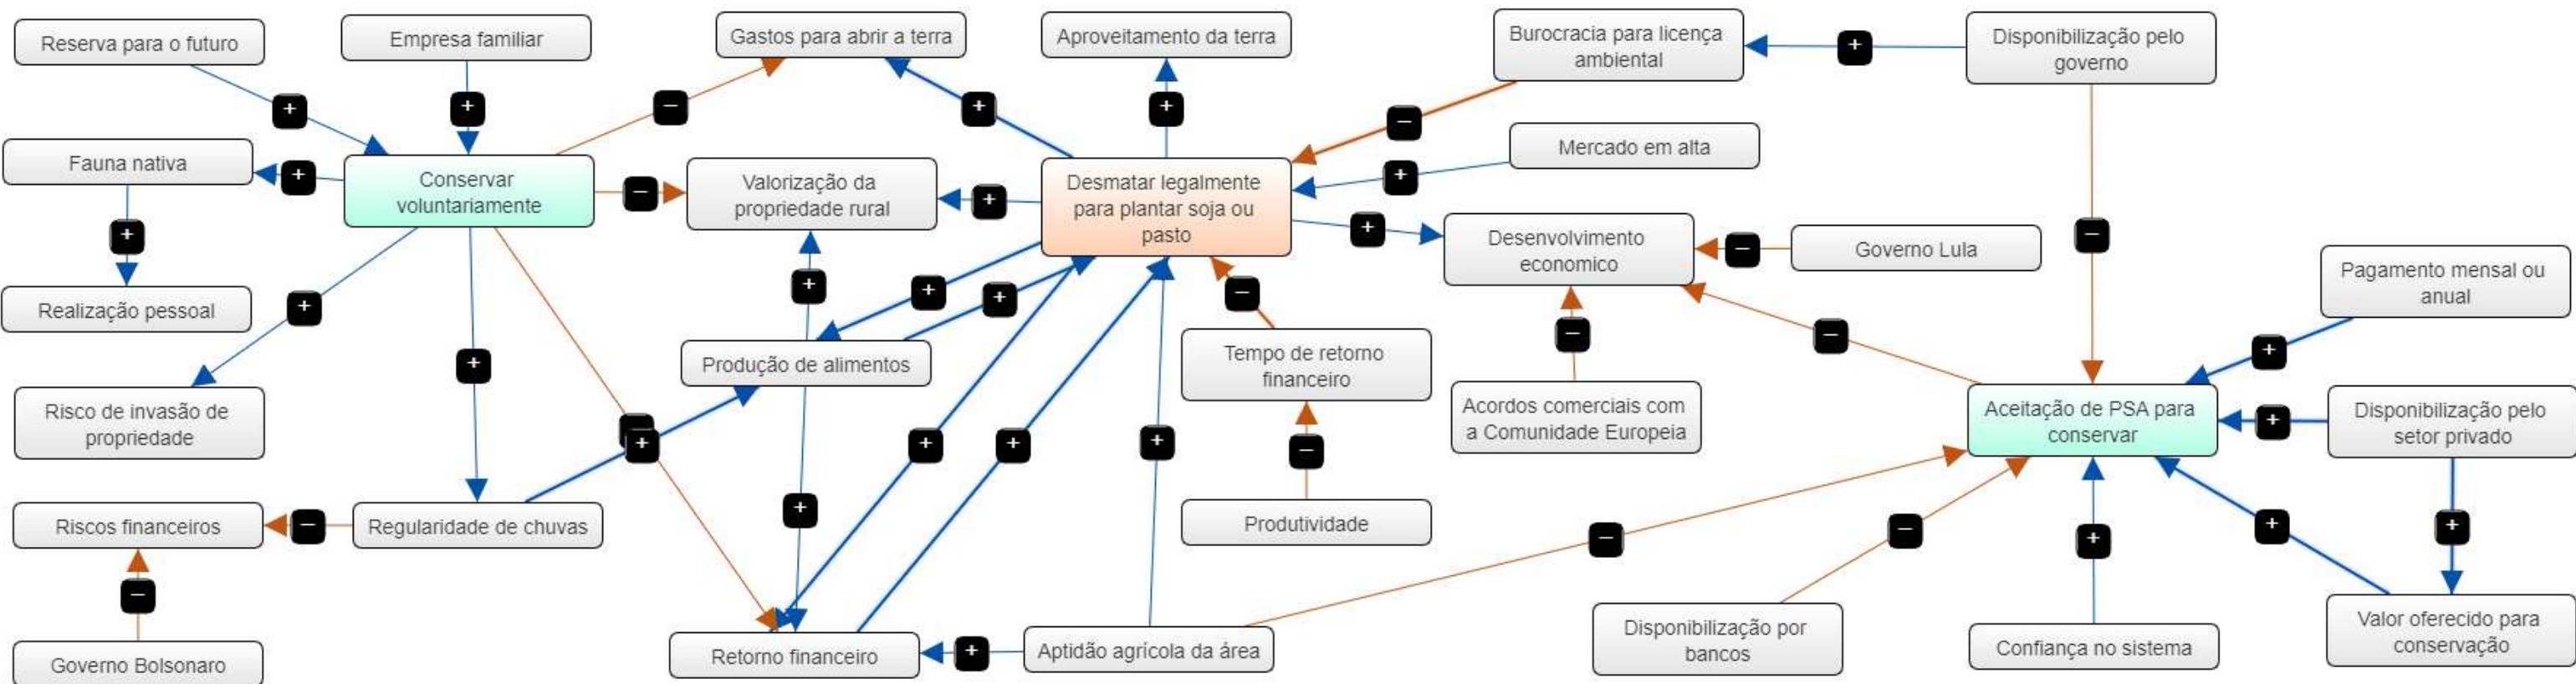 Reserva para o futuro
Empresa familiar
Gastos para abrir a terra
Aproveitamento da terra
Burocracia para licença
ambiental
Disponibilização pelo
governo
+
+
+
−
+
+
−
Mercado em alta
Fauna nativa
+
Conservar
voluntariamente
−
Valorização da
propriedade rural
+
Desmatar legalmente
para plantar soja ou
pasto
+
+
Desenvolvimento
economico
−
Governo Lula
−
Pagamento mensal ou
anual
+
Realização pessoal
+
+
+
+
−
−
−
+
Produção de alimentos
Tempo de retorno
financeiro
+
Risco de invasão de
propriedade
+
+
+
+
−
Acordos comerciais com
a Comunidade Europeia
Aceitação de PSA para
conservar
+
Disponibilização pelo
setor privado
Riscos financeiros
−
Regularidade de chuvas
+
Produtividade
−
−
+
+
+
−
Governo Bolsonaro
Retorno financeiro
+
Aptidão agrícola da área
Disponibilização por
bancos
Confiança no sistema
Valor oferecido para
conservação